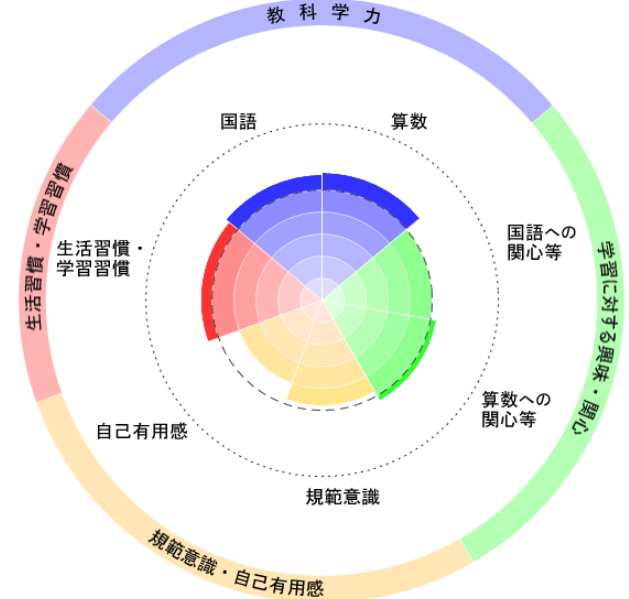 教科学力
国語
算数
生活習慣・学習習慣
生活習慣・
学習習慣
国語への
関心等
学習に対する興味・関心
算数への
関心等
自己有用感
規範意識
規範意識・自己有用感